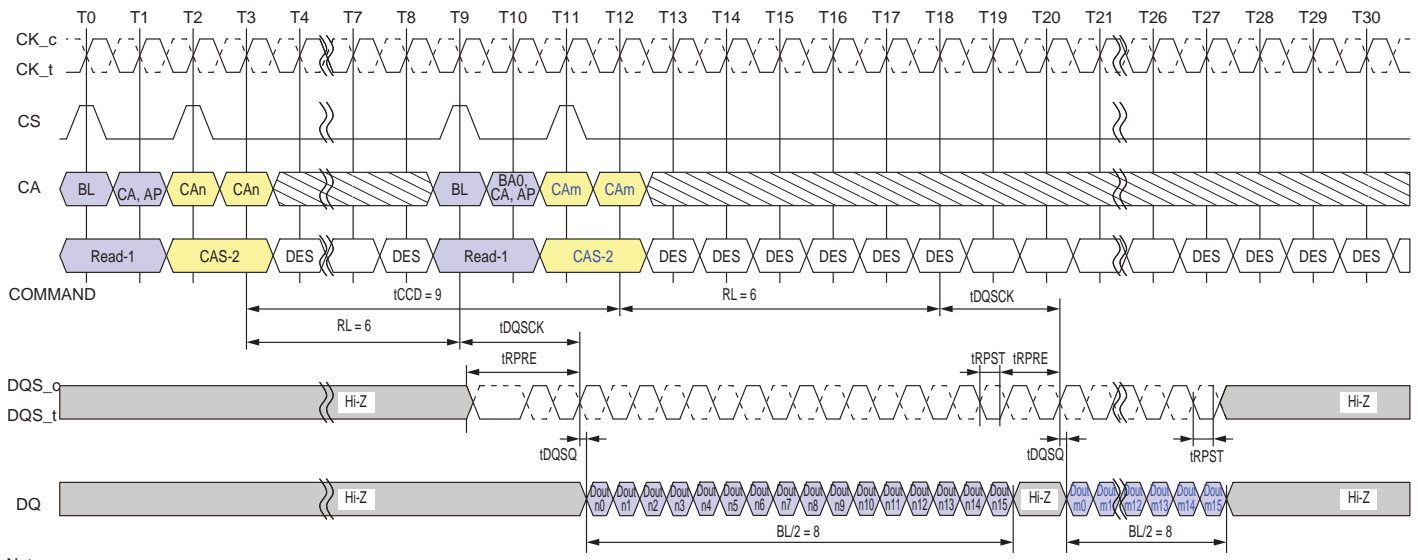 T0 T1 T2 T3 T4 T7 T8 T9 T10 T11 T12 T13 T14 T15 T16 T17 T18 T19 T20 T21 T26 T27 T28 T29 T30
CK_c
CK_t
CS
CA BL CA, AP CAn CAn BL BA0, CA, AP CAm CAm
Read-1 CAS-2 DES DES Read-1 CAS-2 DES DES DES DES DES DES DES DES DES DES
COMMAND
tCCD = 9 RL = 6 tDQSCK
RL = 6 tDQSCK
tRPRE tRPST tRPRE
DQS_c
DQS_t
Hi-Z Hi-Z
tDQSQ tDQSQ tRPST
DQ Hi-Z Dout n0 Dout n1 Dout n2 Dout n3 Dout n4 Dout n5 Dout n6 Dout n7 Dout n8 Dout n9 Dout n10 Dout n11 Dout n12 Dout n13 Dout n14 Dout n15 Hi-Z Dout m0 Dout m1 Dout m12 Dout m13 Dout m14 Dout m15 Hi-Z
BL/2 = 8 BL/2 = 8